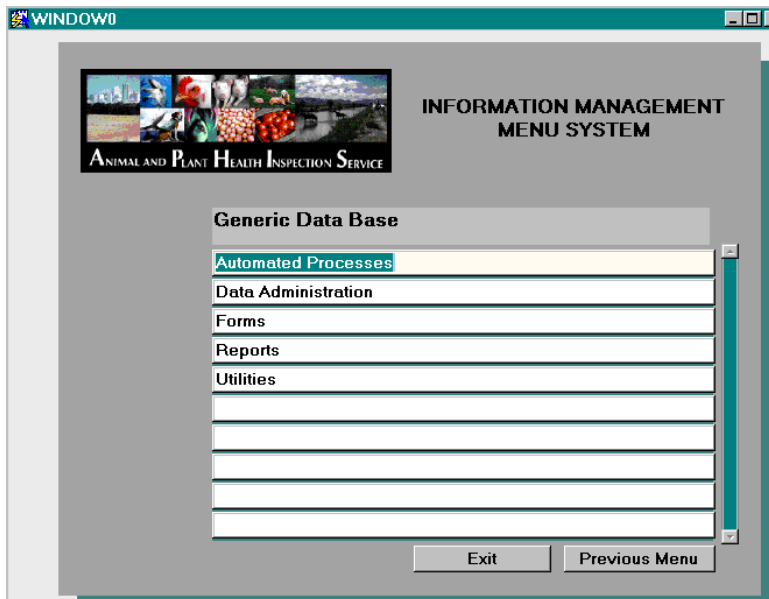 WINDOW0
INFORMATION MANAGEMENT
MENU SYSTEM
ANIMAL AND PLANT HEALTH INSPECTION SERVICE
Generic Data Base
Automated Processes
Data Administration
Forms
Reports
Utilities
Exit
Previous Menu